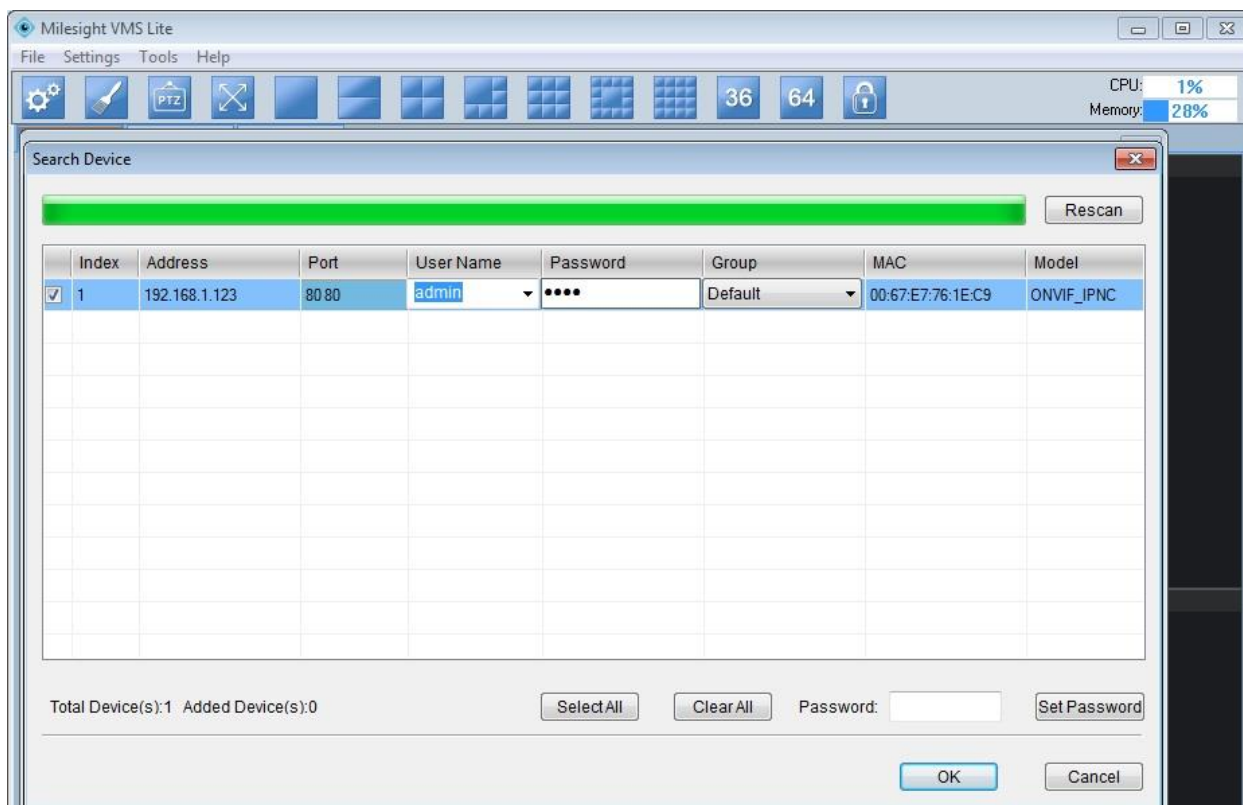 Milesight VMS Lite
File Settings Tools Help
PTZ 36 64 CPU: 1%
Memory: 28%
Search Device
Rescan
Index Address Port User Name Password Group MAC Model
1 192.168.1.123 8080 admin •••• Default 00:67:E7:76:1E:C9 ONVIF_IPNC
Total Device(s):1 Added Device(s):0 Select All Clear All Password: Set Password
OK Cancel